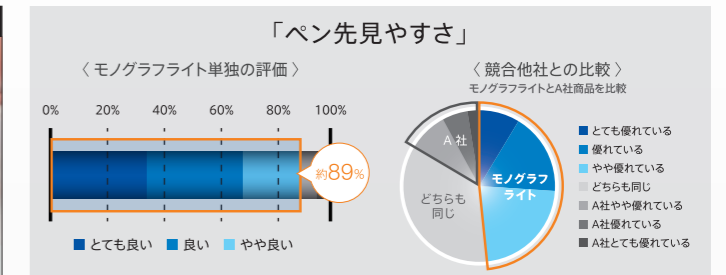 「ペン先見やすさ」
〈 モノグラフライト単独の評価 〉
0% 20% 40% 60% 80% 100%
約89%
とても良い 良い やや良い
〈 競合他社との比較 〉
モノグラフライトとA社商品を比較
A 社
モノグラフ
ライト
どちらも
同じ
とても優れている
優れている
やや優れている
どちらも同じ
A社やや優れている
A社優れている
A社とても優れている